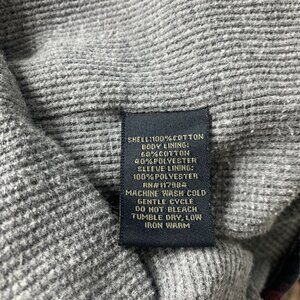 SHELL:100%COTTON
BODY LINING:
60%COTTON
40%POLYESTER
SLEEVE LINING:
100%POLYESTER
RN#117984
MACHINE WASH COLD
GENTLE CYCLE
DO NOT BLEACH
TUMBLE DRY, LOW
IRON WARM